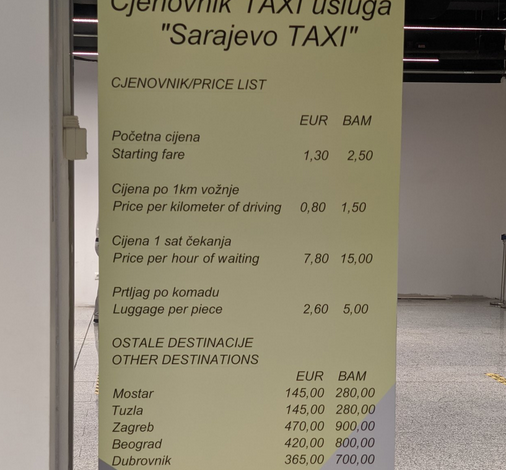 Cjenovnik TAXI usluga
"Sarajevo TAXI"
CJENOVNIK/PRICE LIST
EUR BAM
Početna cijena
Starting fare 1,30 2,50
Cijena po 1km vožnje
Price per kilometer of driving 0,80 1,50
Cijena 1 sat čekanja
Price per hour of waiting 7,80 15,00
Prtljag po komadu
Luggage per piece 2,60 5,00
OSTALE DESTINACIJE
OTHER DESTINATIONS
EUR BAM
Mostar 145,00 280,00
Tuzla 145,00 280,00
Zagreb 470,00 900,00
Beograd 420,00 800,00
Dubrovnik 365,00 700,00